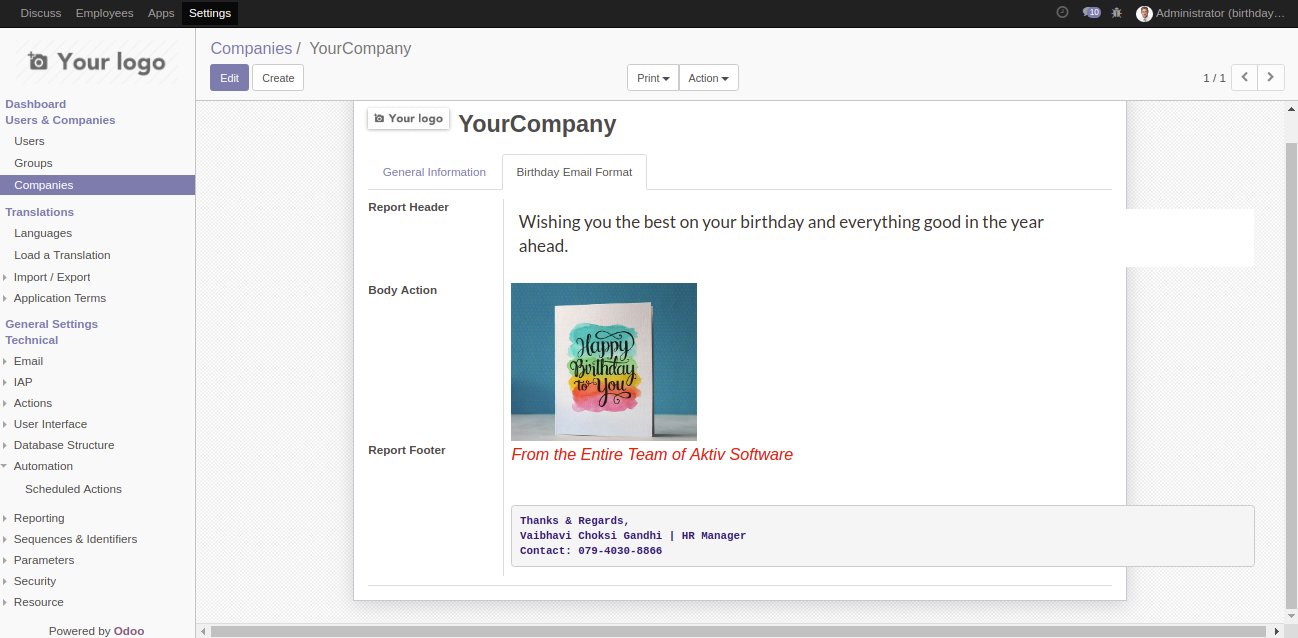 Discuss Employees Apps Settings
10 Administrator (birthday…
Your logo
Companies / YourCompany
Edit Create Print Action 1 / 1
Dashboard
Users & Companies
Users
Groups
Companies
Translations
Languages
Load a Translation
Import / Export
Application Terms
General Settings
Technical
Email
IAP
Actions
User Interface
Database Structure
Automation
Scheduled Actions
Reporting
Sequences & Identifiers
Parameters
Security
Resource
Powered by Odoo
Your logo YourCompany
General Information Birthday Email Format
Report Header
Wishing you the best on your birthday and everything good in the year
ahead.
Body Action
Happy
Birthday
to You
Report Footer
From the Entire Team of Aktiv Software
Thanks & Regards,
Vaibhavi Choksi Gandhi | HR Manager
Contact: 079-4030-8866